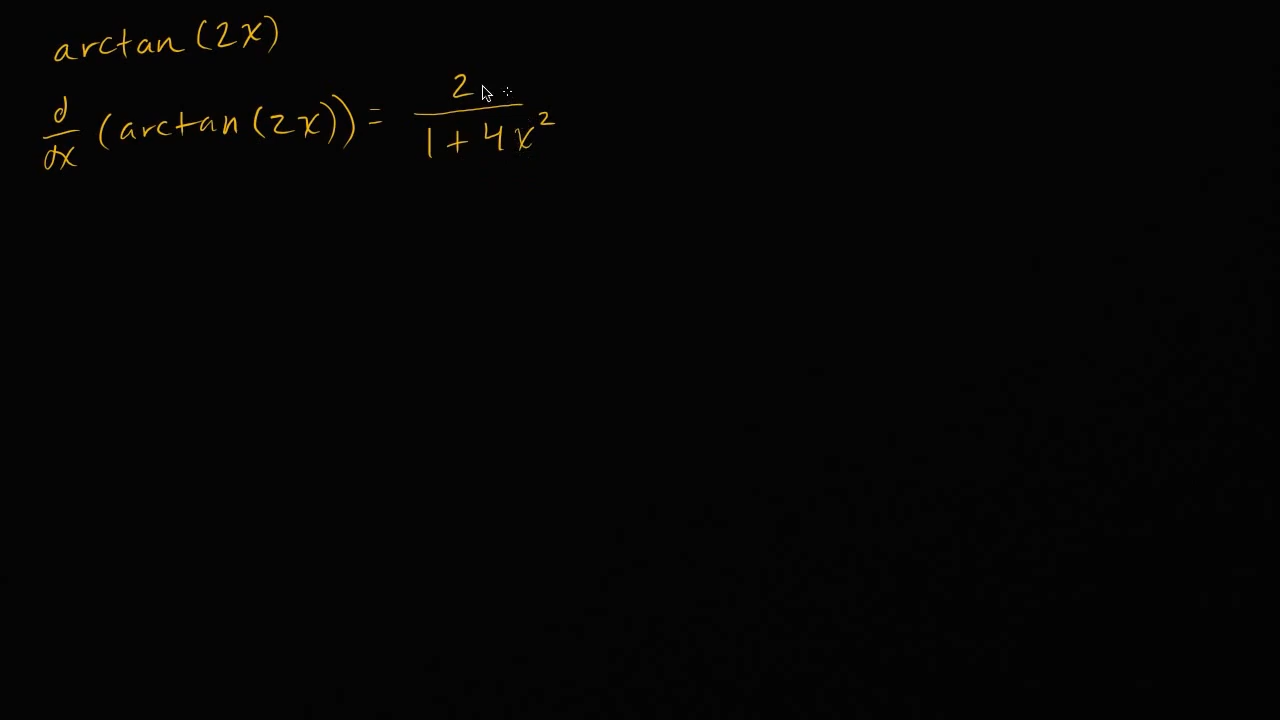 arctan (2x)
d/dx (arctan (2x)) = 2/(1 + 4x²)